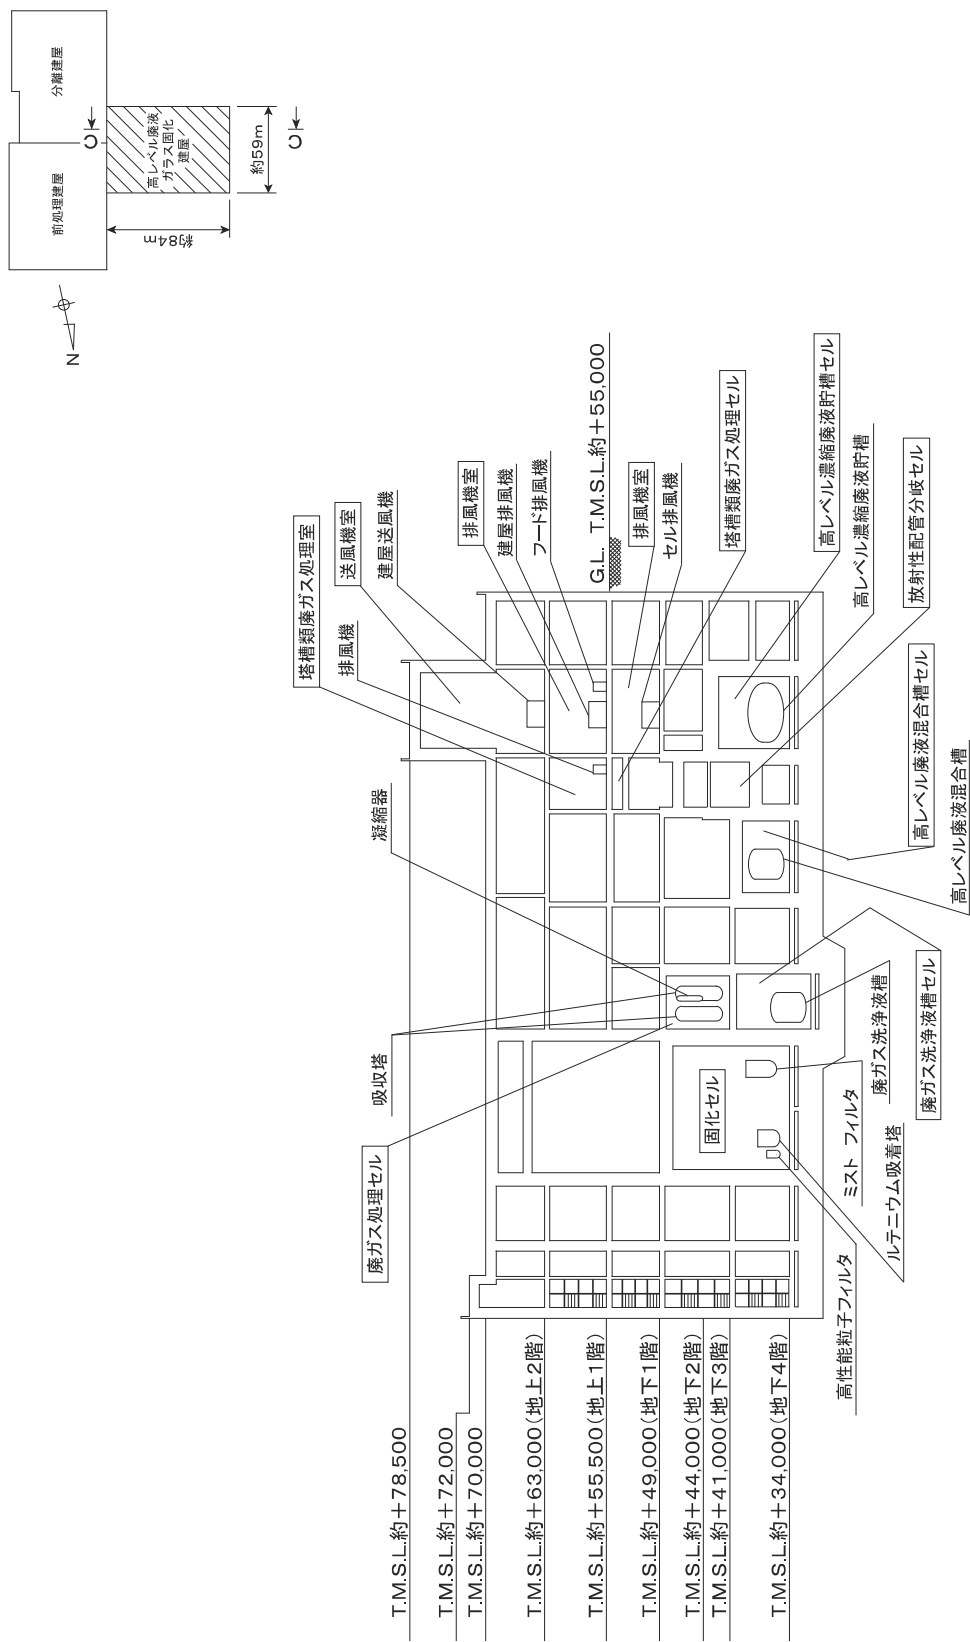 分離建屋
前処理建屋
高レベル廃液
ガラス固化
建屋
C
C
約59m
約84m
N
G.L. T.M.S.L.約+55,000
塔槽類廃ガス処理室
排風機
送風機室
建屋送風機
排風機室
建屋排風機
フード排風機
排風機室
セル排風機
塔槽類廃ガス処理セル
高レベル濃縮廃液貯槽セル
高レベル濃縮廃液貯槽
放射性配管分岐セル
高レベル廃液混合槽セル
高レベル廃液混合槽
凝縮器
吸収塔
廃ガス処理セル
固化セル
廃ガス洗浄液槽
廃ガス洗浄液槽セル
ミスト フィルタ
ルテニウム吸着塔
高性能粒子フィルタ
T.M.S.L.約+78,500
T.M.S.L.約+72,000
T.M.S.L.約+70,000
T.M.S.L.約+63,000(地上2階)
T.M.S.L.約+55,500(地上1階)
T.M.S.L.約+49,000(地下1階)
T.M.S.L.約+44,000(地下2階)
T.M.S.L.約+41,000(地下3階)
T.M.S.L.約+34,000(地下4階)